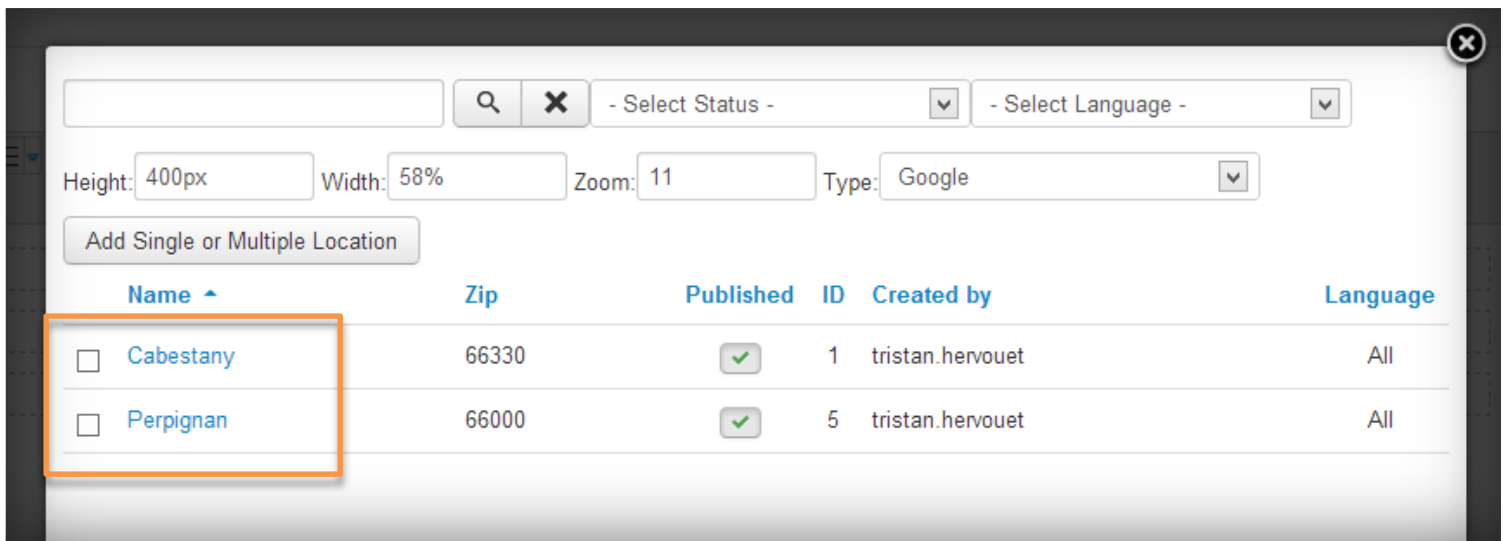 - Select Status - - Select Language -
Height: 400px Width: 58% Zoom: 11 Type: Google
Add Single or Multiple Location
Name Zip Published ID Created by Language
Cabestany 66330 1 tristan.hervouet All
Perpignan 66000 5 tristan.hervouet All